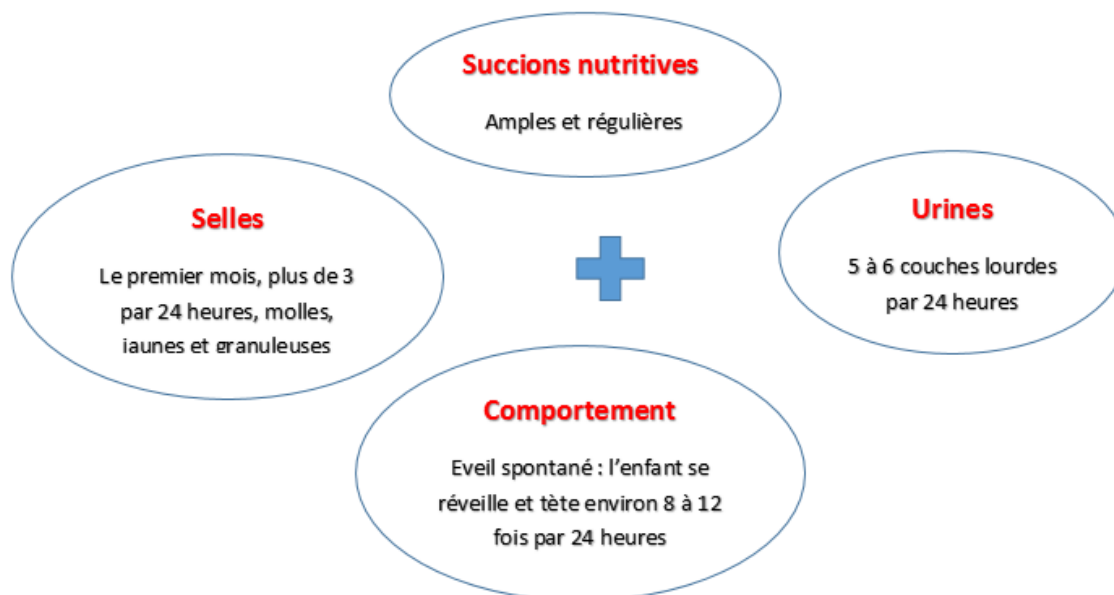 Succions nutritives
Amples et régulières
Selles
Le premier mois, plus de 3
par 24 heures, molles,
jaunes et granuleuses
Urines
5 à 6 couches lourdes
par 24 heures
Comportement
Eveil spontané : l'enfant se
réveille et tète environ 8 à 12
fois par 24 heures